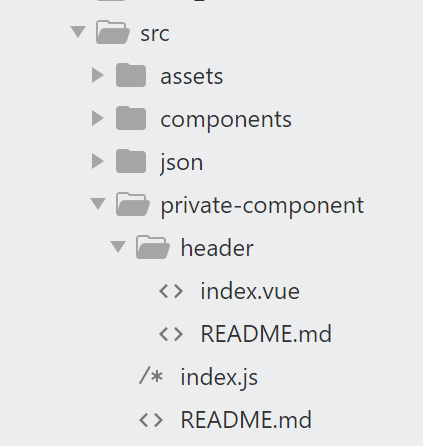 src
assets
components
json
private-component
header
index.vue
README.md
/* index.js
README.md